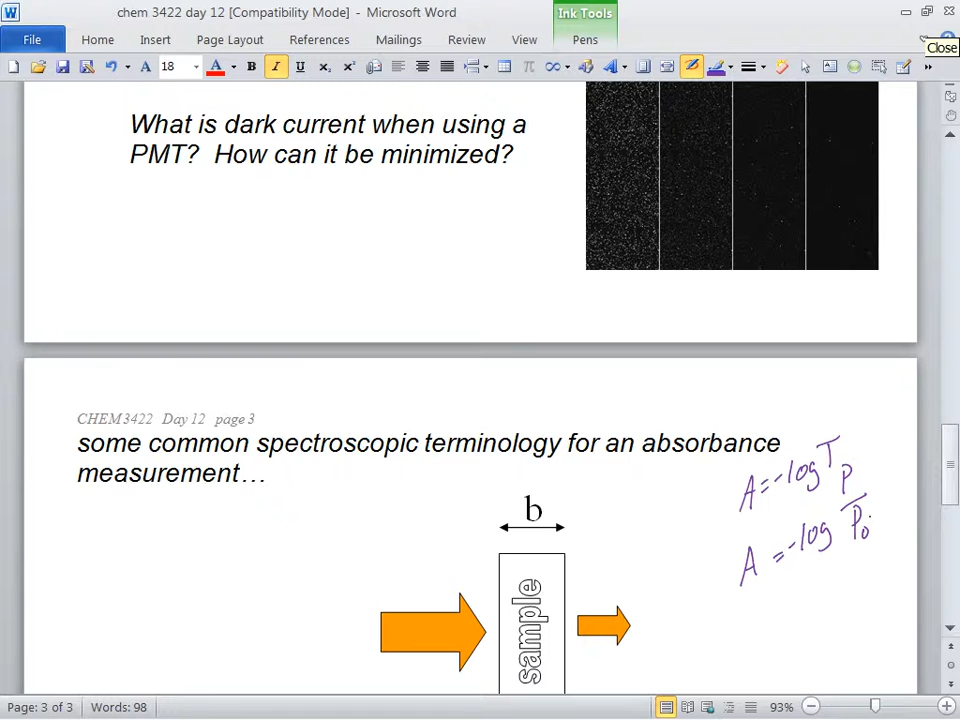 chem 3422 day 12 [Compatibility Mode] - Microsoft Word
Ink Tools
File Home Insert Page Layout References Mailings Review View Pens
Close
18
What is dark current when using a
PMT? How can it be minimized?
CHEM 3422 Day 12 page 3
some common spectroscopic terminology for an absorbance
measurement…
A = -log T
A = -log P/P₀
b
sample
Page: 3 of 3 Words: 98 93%